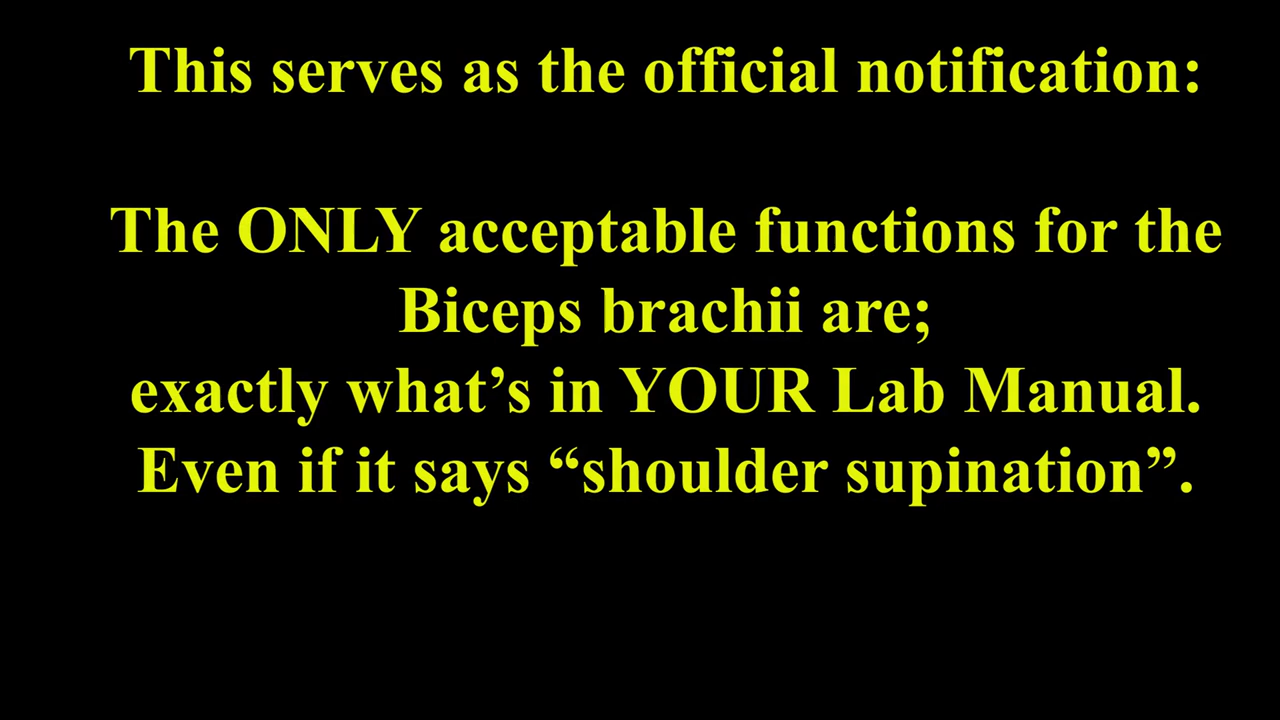 This serves as the official notification:
The ONLY acceptable functions for the
Biceps brachii are;
exactly what’s in YOUR Lab Manual.
Even if it says “shoulder supination”.